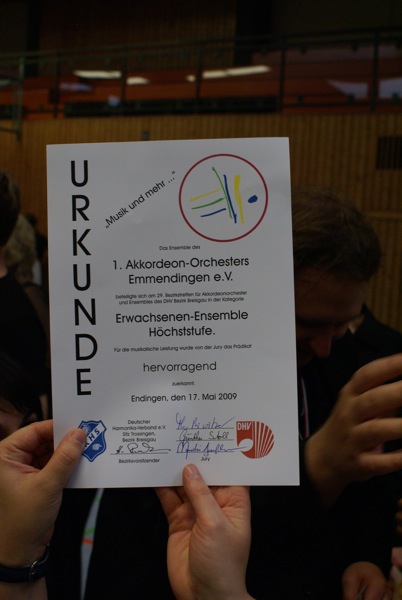 URKUNDE
„Musik und mehr ..."
Das Ensemble des
1. Akkordeon-Orchesters
Emmendingen e.V.
beteiligte sich am 29. Bezirkstreffen für Akkordeonorchester
und Ensembles des DHV Bezirk Breisgau in der Kategorie
Erwachsenen-Ensemble
Höchststufe.
Für die musikalische Leistung wurde von der Jury das Prädikat
hervorragend
zuerkannt.
Endingen, den 17. Mai 2009
Deutscher
Harmonika-Verband e.V.
Sitz Trossingen,
Bezirk Breisgau
Bezirksvorsitzender
Jury
DHV